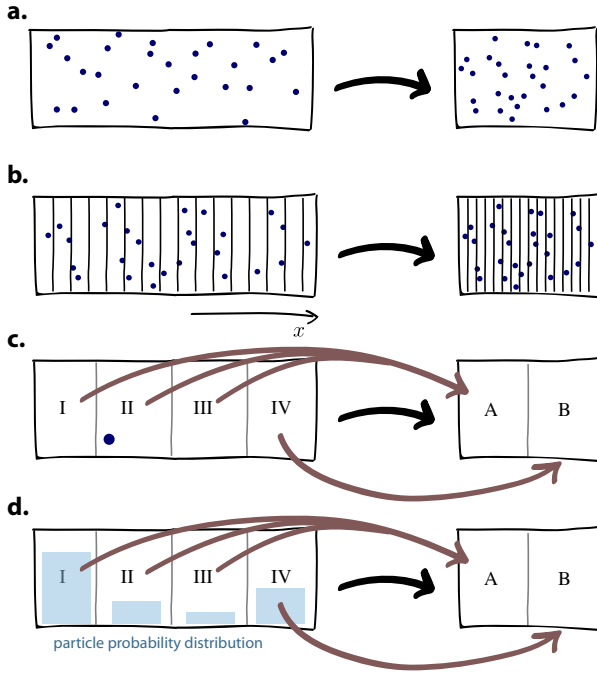 a.
b.
x
c.
I II III IV A B
d.
I II III IV A B
particle probability distribution